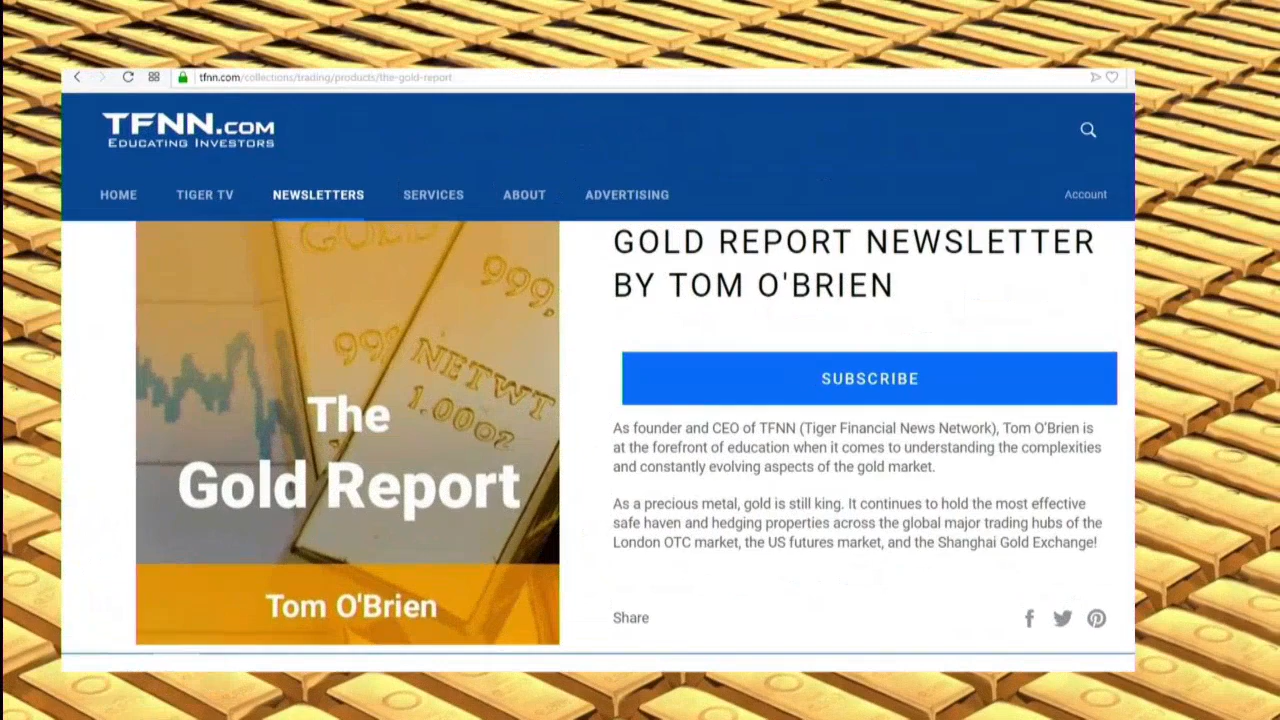 tfnn.com/collections/trading/products/the-gold-report
TFNN.COM
EDUCATING INVESTORS
HOME TIGER TV NEWSLETTERS SERVICES ABOUT ADVERTISING Account
GOLD
999.
999
NET WT
1.00OZ
The
Gold Report
Tom O'Brien
GOLD REPORT NEWSLETTER
BY TOM O'BRIEN
SUBSCRIBE
As founder and CEO of TFNN (Tiger Financial News Network), Tom O'Brien is
at the forefront of education when it comes to understanding the complexities
and constantly evolving aspects of the gold market.
As a precious metal, gold is still king. It continues to hold the most effective
safe haven and hedging properties across the global major trading hubs of the
London OTC market, the US futures market, and the Shanghai Gold Exchange!
Share